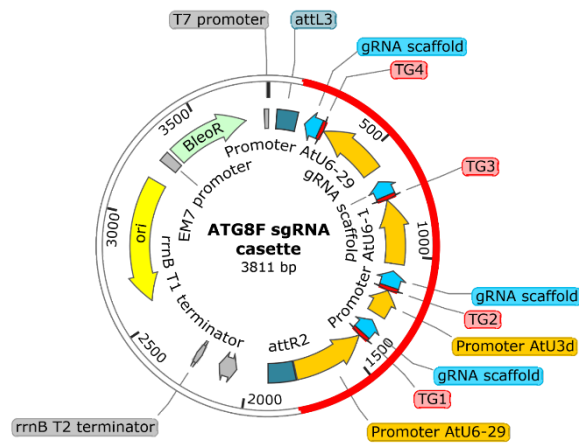 T7 promoter
attL3
gRNA scaffold
TG4
3500
BleoR
Promoter AtU6-29
500
gRNA scaffold
TG3
EM7 promoter
3000
ori
ATG8F sgRNA
casette
3811 bp
Promoter AtU6-1
1000
gRNA scaffold
TG2
Promoter AtU3d
rrnB T1 terminator
attR2
2500
1500
gRNA scaffold
rrnB T2 terminator
2000
TG1
Promoter AtU6-29